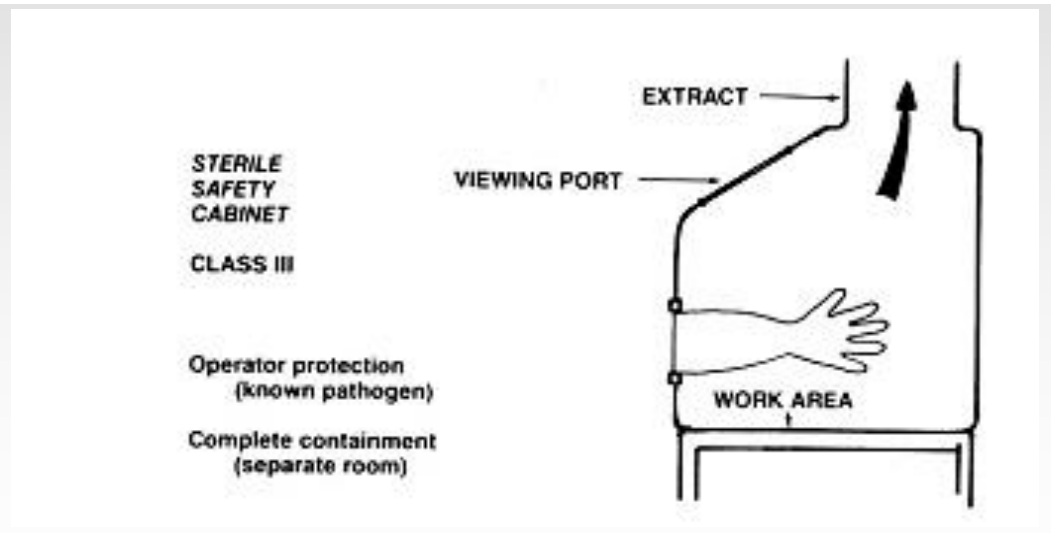 STERILE
SAFETY
CABINET
CLASS III
Operator protection
(known pathogen)
Complete containment
(separate room)
EXTRACT
VIEWING PORT
WORK AREA